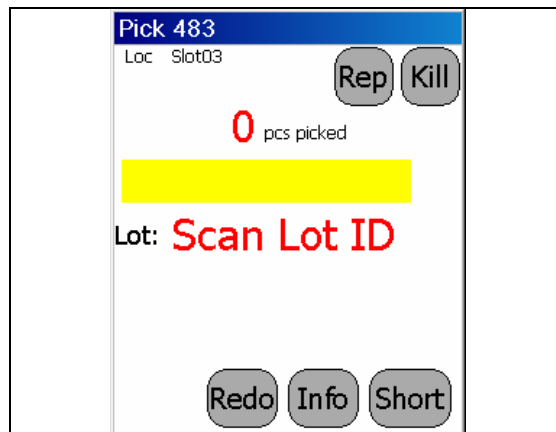 Pick 483
Loc Slot03
Rep Kill
0 pcs picked
Lot: Scan Lot ID
Redo Info Short